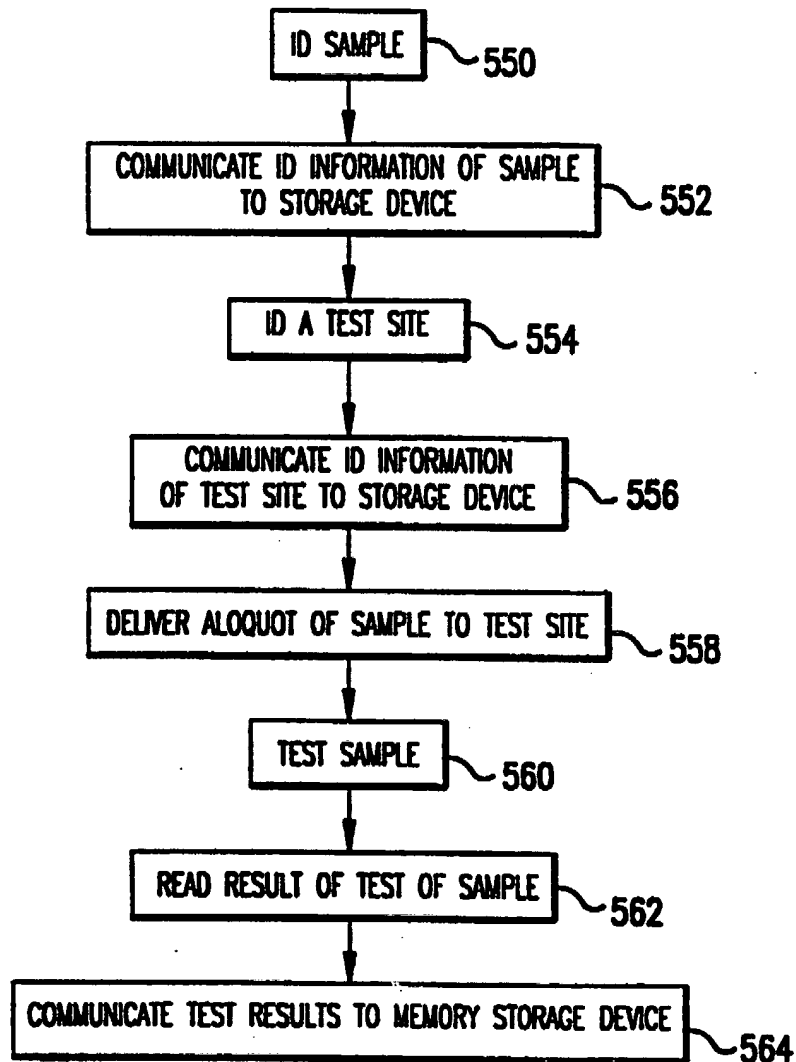 ID SAMPLE
550
COMMUNICATE ID INFORMATION OF SAMPLE
TO STORAGE DEVICE
552
ID A TEST SITE
554
COMMUNICATE ID INFORMATION
OF TEST SITE TO STORAGE DEVICE
556
DELIVER ALOQUOT OF SAMPLE TO TEST SITE
558
TEST SAMPLE
560
READ RESULT OF TEST OF SAMPLE
562
COMMUNICATE TEST RESULTS TO MEMORY STORAGE DEVICE
564